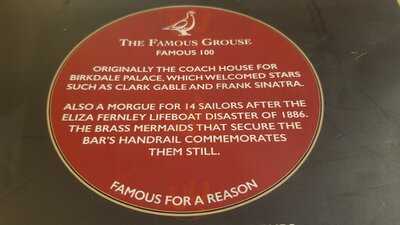 THE FAMOUS GROUSE
FAMOUS 100
ORIGINALLY THE COACH HOUSE FOR
BIRKDALE PALACE, WHICH WELCOMED STARS
SUCH AS CLARK GABLE AND FRANK SINATRA.
ALSO A MORGUE FOR 14 SAILORS AFTER THE
ELIZA FERNLEY LIFEBOAT DISASTER OF 1886.
THE BRASS MERMAIDS THAT SECURE THE
BAR'S HANDRAIL COMMEMORATES
THEM STILL.
FAMOUS FOR A REASON